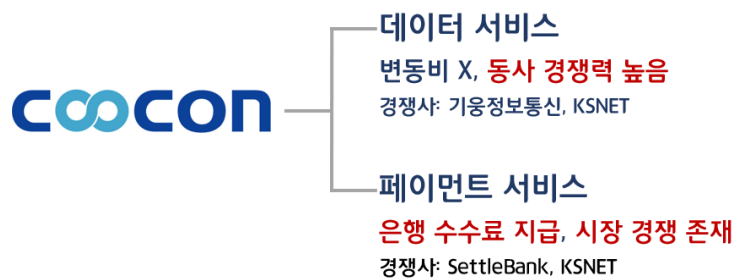 coocon
데이터 서비스
변동비 X, 동사 경쟁력 높음
경쟁사: 기웅정보통신, KSNET
페이먼트 서비스
은행 수수료 지급, 시장 경쟁 존재
경쟁사: SettleBank, KSNET